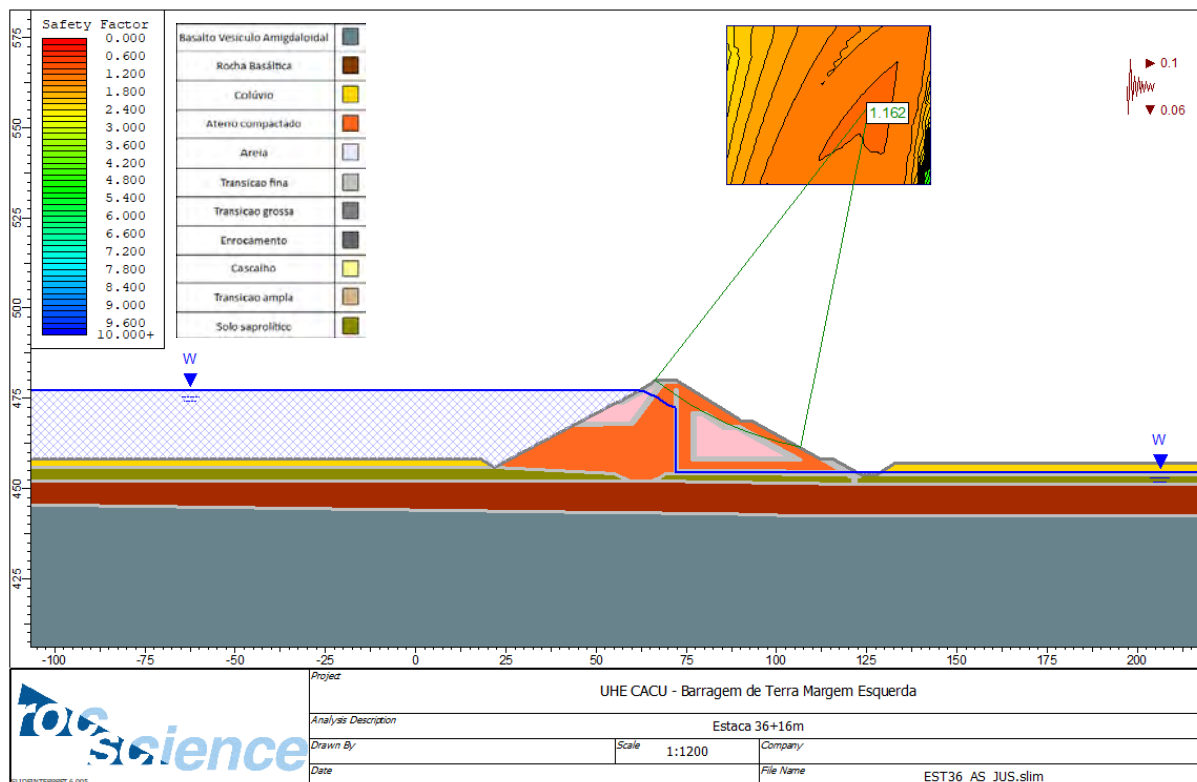 Safety Factor
0.000
0.600
1.200
1.800
2.400
3.000
3.600
4.200
4.800
5.400
6.000
6.600
7.200
7.800
8.400
9.000
9.600
10.000+
Basalto Vesiculo Amigdaloidal
Rocha Basáltica
Colúvio
Aterro compactado
Areia
Transicao fina
Transicao grossa
Enrocamento
Cascalho
Transicao ampla
Solo saprolítico
1.162
0.1
0.06
W
W
575
550
525
500
475
450
425
-100 -75 -50 -25 0 25 50 75 100 125 150 175 200
rocscience
Project
UHE CACU - Barragem de Terra Margem Esquerda
Analysis Description
Estaca 36+16m
Drawn By
Scale 1:1200
Company
Date
File Name EST36_AS_JUS.slim